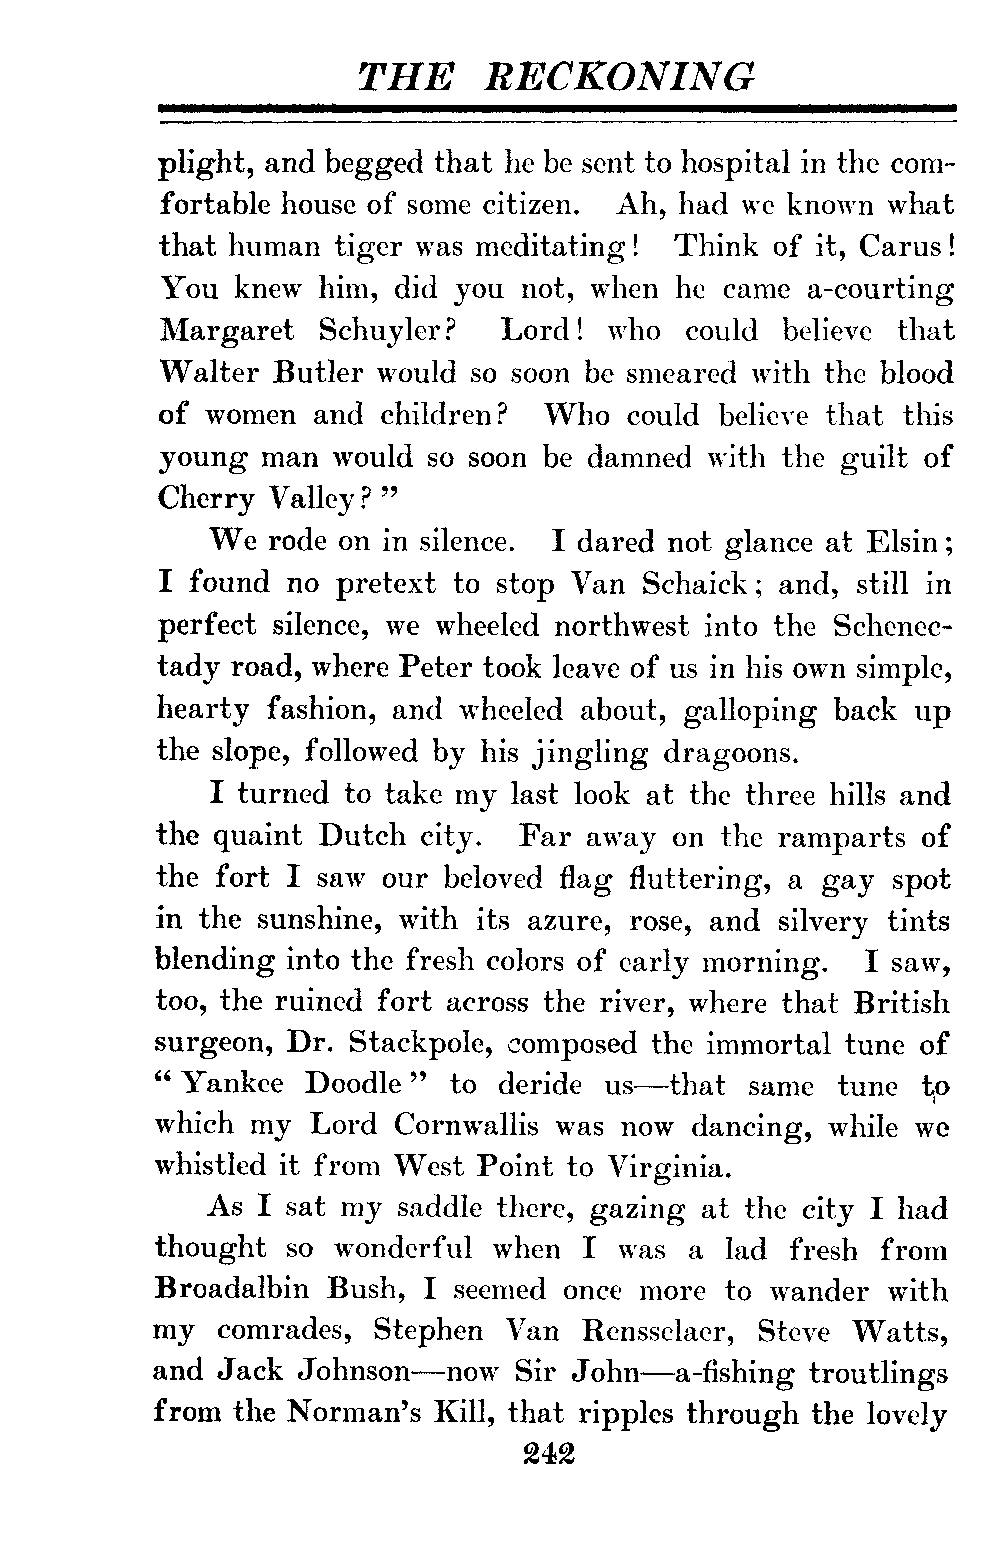 THE RECKONING
plight, and begged that he be sent to hospital in the com-
fortable house of some citizen. Ah, had we known what
that human tiger was meditating! Think of it, Carus!
You knew him, did you not, when he came a-courting
Margaret Schuyler? Lord! who could believe that
Walter Butler would so soon be smeared with the blood
of women and children? Who could believe that this
young man would so soon be damned with the guilt of
Cherry Valley?”
We rode on in silence. I dared not glance at Elsin;
I found no pretext to stop Van Schaick; and, still in
perfect silence, we wheeled northwest into the Schenec-
tady road, where Peter took leave of us in his own simple,
hearty fashion, and wheeled about, galloping back up
the slope, followed by his jingling dragoons.
I turned to take my last look at the three hills and
the quaint Dutch city. Far away on the ramparts of
the fort I saw our beloved flag fluttering, a gay spot
in the sunshine, with its azure, rose, and silvery tints
blending into the fresh colors of early morning. I saw,
too, the ruined fort across the river, where that British
surgeon, Dr. Stackpole, composed the immortal tune of
“Yankee Doodle” to deride us—that same tune to
which my Lord Cornwallis was now dancing, while we
whistled it from West Point to Virginia.
As I sat my saddle there, gazing at the city I had
thought so wonderful when I was a lad fresh from
Broadalbin Bush, I seemed once more to wander with
my comrades, Stephen Van Rensselaer, Steve Watts,
and Jack Johnson—now Sir John—a-fishing troutlings
from the Norman's Kill, that ripples through the lovely
242